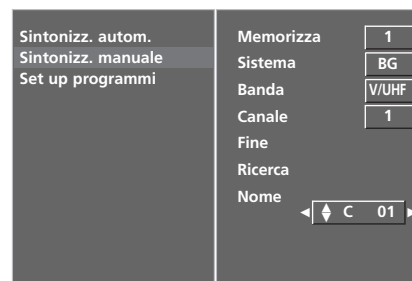 Sintonizz. autom.
Sintonizz. manuale
Set up programmi
Memorizza 1
Sistema BG
Banda V/UHF
Canale 1
Fine
Ricerca
Nome
C 01